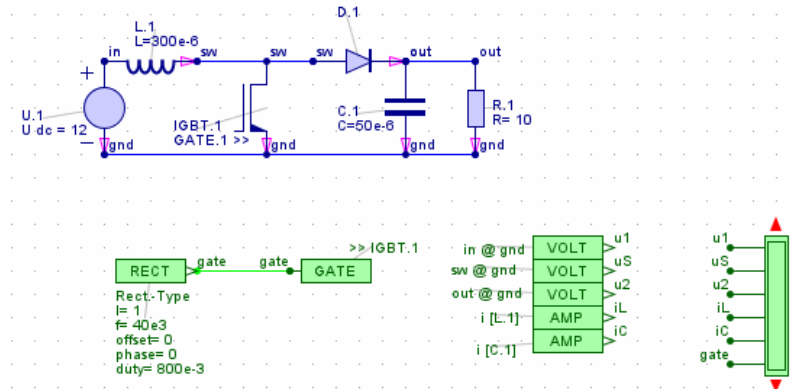 D.1
L.1
L=300e-6
in
sw
sw
sw
out
out
+
U.1
U dc = 12
−
IGBT.1
GATE.1 >>
C.1
C=50e-6
R.1
R= 10
gnd
gnd
gnd
gnd
>> IGBT.1
RECT
gate
gate
GATE
Rect.-Type
I= 1
f= 40e3
offset= 0
phase= 0
duty= 800e-3
in @ gnd
VOLT
u1
sw @ gnd
VOLT
uS
out @ gnd
VOLT
u2
i [L.1]
AMP
iL
i [C.1]
AMP
iC
u1
uS
u2
iL
iC
gate